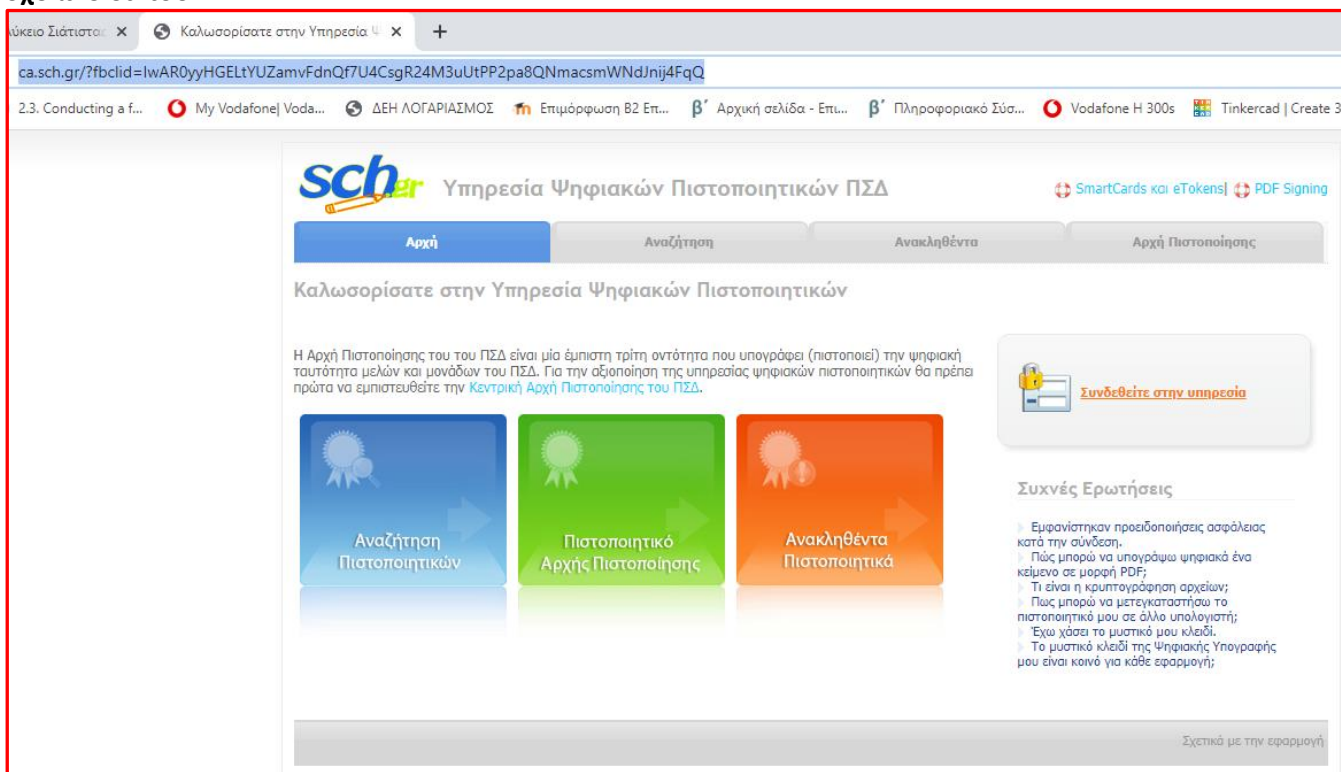 ύκειο Σιάτιστας
Καλωσορίσατε στην Υπηρεσία Ψ
ca.sch.gr/?fbclid=IwAR0yyHGELtYUZamvFdnQf7U4CsgR24M3uUtPP2pa8QNmacsmWNdJnij4FqQ
2.3. Conducting a f... My Vodafone| Voda... ΔΕΗ ΛΟΓΑΡΙΑΣΜΟΣ Επιμόρφωση Β2 Επ... β΄ Αρχική σελίδα - Επι... β΄ Πληροφοριακό Σύσ... Vodafone H 300s Tinkercad | Create 3
sch.gr Υπηρεσία Ψηφιακών Πιστοποιητικών ΠΣΔ
SmartCards και eTokens| PDF Signing
Αρχή Αναζήτηση Ανακληθέντα Αρχή Πιστοποίησης
Καλωσορίσατε στην Υπηρεσία Ψηφιακών Πιστοποιητικών
Η Αρχή Πιστοποίησης του του ΠΣΔ είναι μία έμπιστη τρίτη οντότητα που υπογράφει (πιστοποιεί) την ψηφιακή
ταυτότητα μελών και μονάδων του ΠΣΔ. Για την αξιοποίηση της υπηρεσίας ψηφιακών πιστοποιητικών θα πρέπει
πρώτα να εμπιστευθείτε την Κεντρική Αρχή Πιστοποίησης του ΠΣΔ.
Αναζήτηση
Πιστοποιητικών
Πιστοποιητικό
Αρχής Πιστοποίησης
Ανακληθέντα
Πιστοποιητικά
Συνδεθείτε στην υπηρεσία
Συχνές Ερωτήσεις
Εμφανίστηκαν προειδοποιήσεις ασφάλειας
κατά την σύνδεση.
Πώς μπορώ να υπογράψω ψηφιακά ένα
κείμενο σε μορφή PDF;
Τι είναι η κρυπτογράφηση αρχείων;
Πως μπορώ να μετεγκαταστήσω το
πιστοποιητικό μου σε άλλο υπολογιστή;
Έχω χάσει το μυστικό μου κλειδί.
Το μυστικό κλειδί της Ψηφιακής Υπογραφής
μου είναι κοινό για κάθε εφαρμογή;
Σχετικά με την εφαρμογή